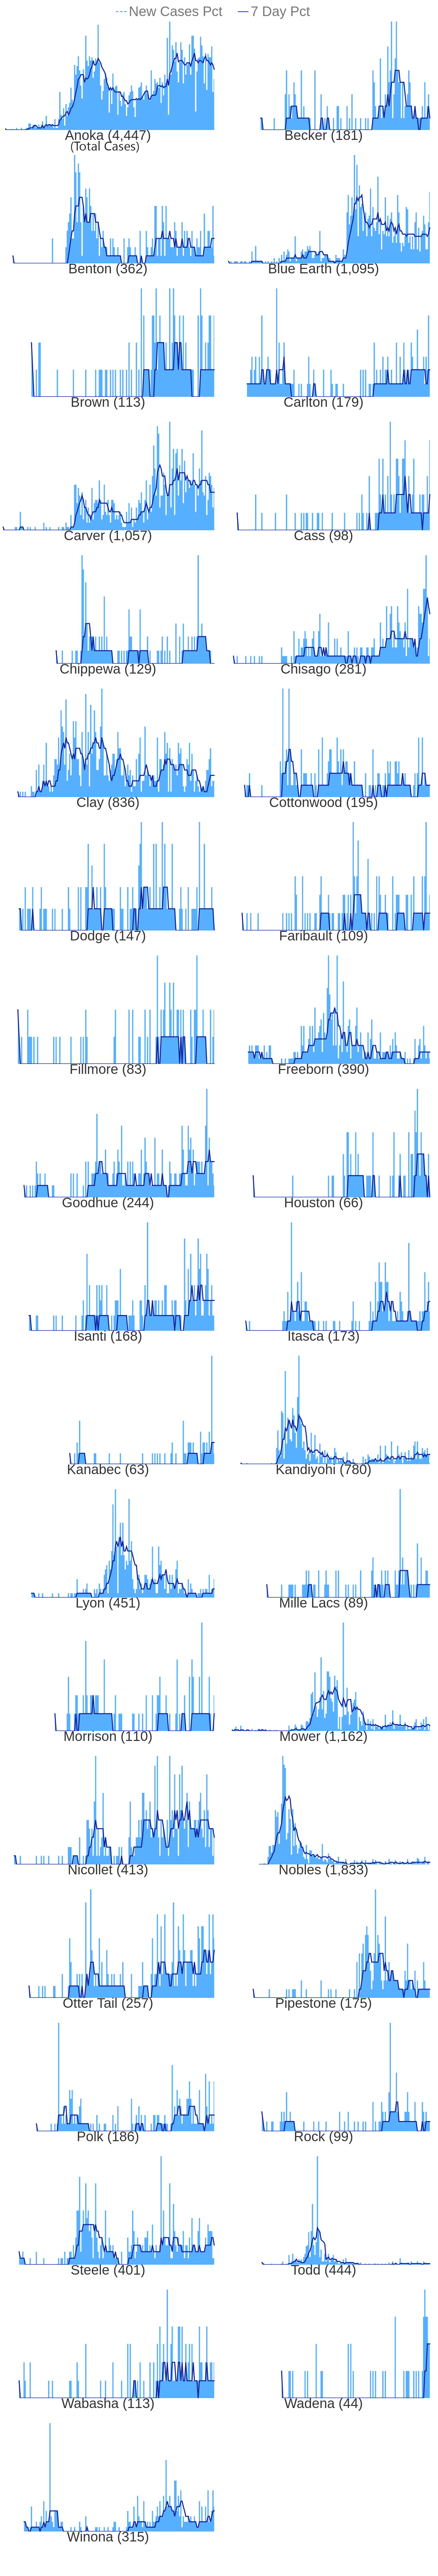 New Cases Pct 7 Day Pct
Anoka (4,447) Becker (181)
(Total Cases)
Benton (362) Blue Earth (1,095)
Brown (113) Carlton (179)
Carver (1,057) Cass (98)
Chippewa (129) Chisago (281)
Clay (836) Cottonwood (195)
Dodge (147) Faribault (109)
Fillmore (83) Freeborn (390)
Goodhue (244) Houston (66)
Isanti (168) Itasca (173)
Kanabec (63) Kandiyohi (780)
Lyon (451) Mille Lacs (89)
Morrison (110) Mower (1,162)
Nicollet (413) Nobles (1,833)
Otter Tail (257) Pipestone (175)
Polk (186) Rock (99)
Steele (401) Todd (444)
Wabasha (113) Wadena (44)
Winona (315)